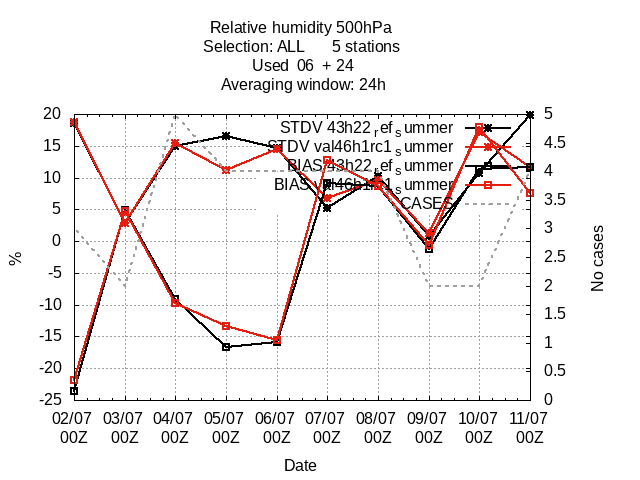 Relative humidity 500hPa
Selection: ALL 5 stations
Used 06 + 24
Averaging window: 24h
20
15
10
5
0
-5
-10
-15
-20
-25
%
STDV 43h22refsummer
STDV val46h1rc1summer
BIAS 43h22refsummer
BIAS val46h1rc1summer
CASES
5
4.5
4
3.5
3
2.5
2
1.5
1
0.5
0
No cases
02/07 03/07 04/07 05/07 06/07 07/07 08/07 09/07 10/07 11/07
00Z 00Z 00Z 00Z 00Z 00Z 00Z 00Z 00Z 00Z
Date